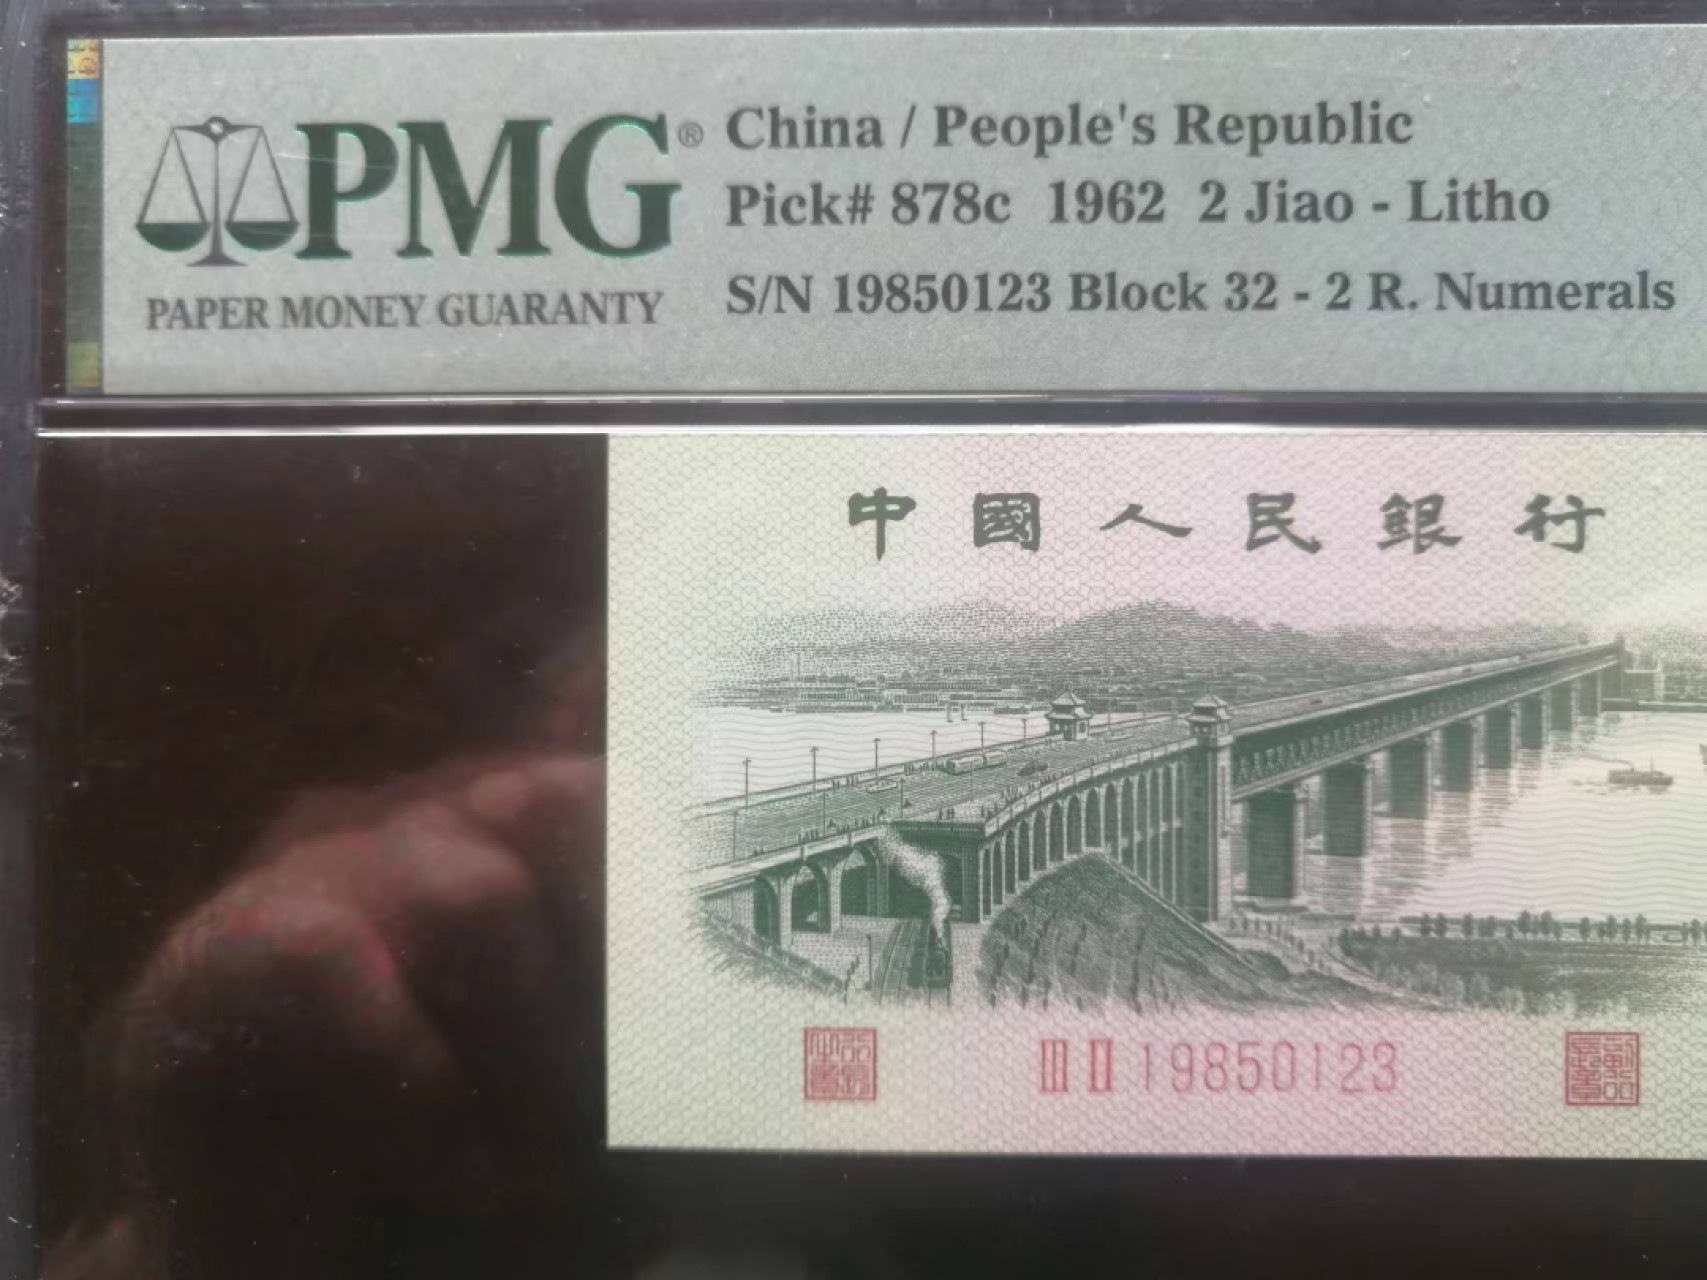 PMG®
PAPER MONEY GUARANTY
China / People's Republic
Pick# 878c 1962 2 Jiao - Litho
S/N 19850123 Block 32 - 2 R. Numerals
中國人民銀行
III II 19850123